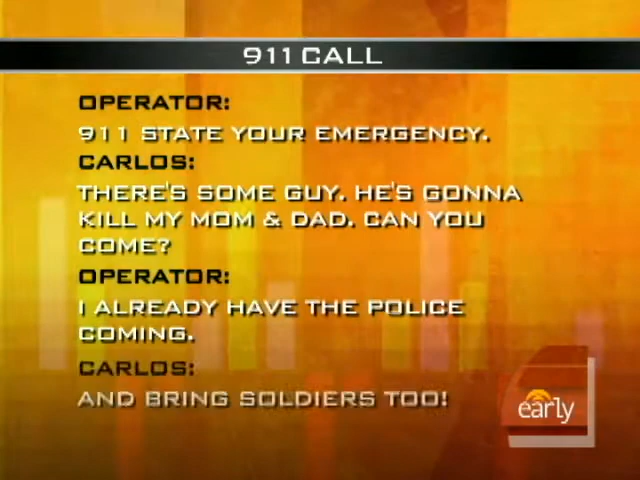 911 CALL
OPERATOR:
911 STATE YOUR EMERGENCY.
CARLOS:
THERE'S SOME GUY. HE'S GONNA
KILL MY MOM & DAD. CAN YOU
COME?
OPERATOR:
I ALREADY HAVE THE POLICE
COMING.
CARLOS:
AND BRING SOLDIERS TOO!
early